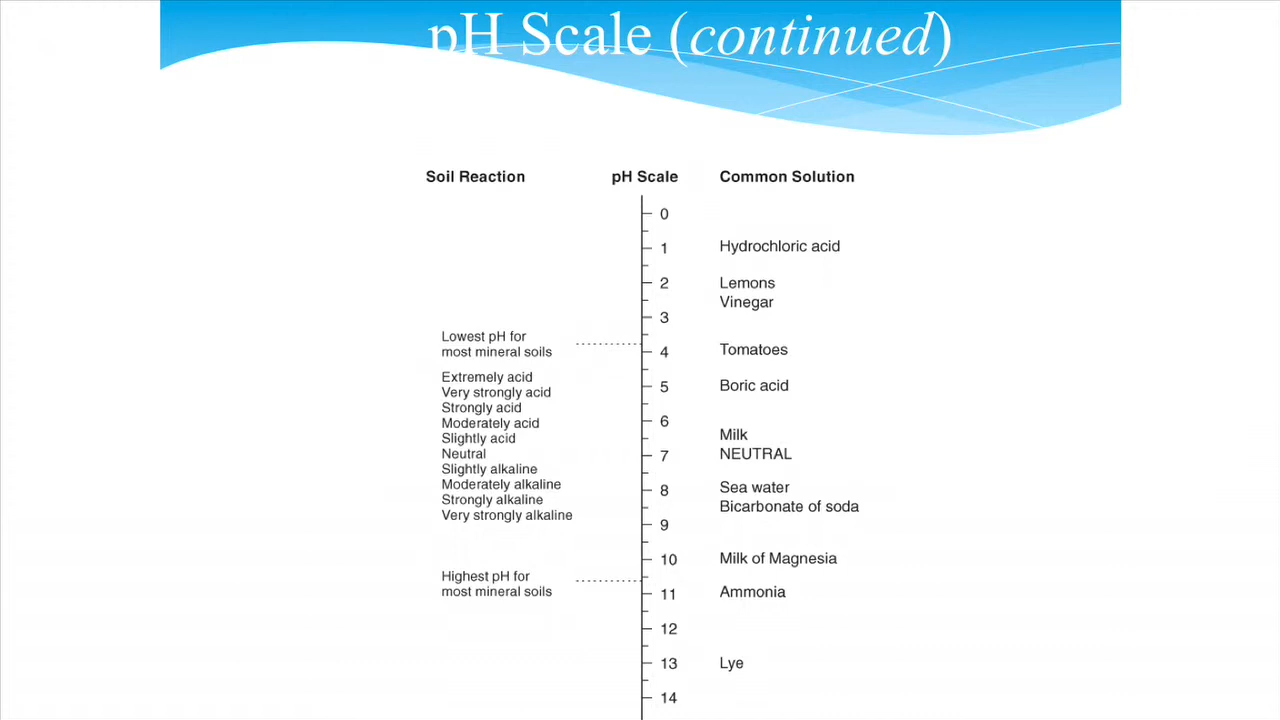 pH Scale (continued)
Soil Reaction
pH Scale
Common Solution
0
1
Hydrochloric acid
2
Lemons
Vinegar
3
Lowest pH for
most mineral soils
4
Tomatoes
Extremely acid
Very strongly acid
Strongly acid
Moderately acid
Slightly acid
Neutral
Slightly alkaline
Moderately alkaline
Strongly alkaline
Very strongly alkaline
5
Boric acid
6
Milk
7
NEUTRAL
8
Sea water
Bicarbonate of soda
9
10
Milk of Magnesia
Highest pH for
most mineral soils
11
Ammonia
12
13
Lye
14